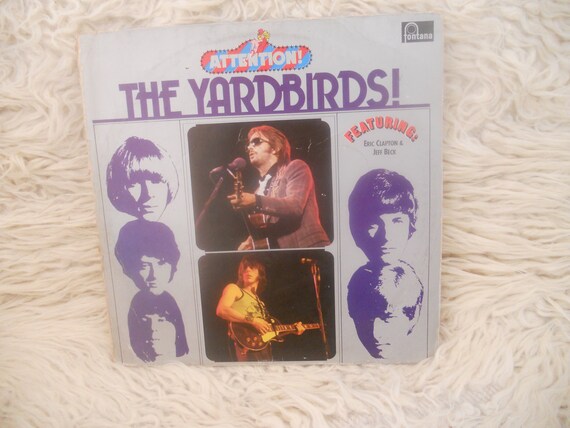 fontana
ATTENTION!
THE YARDBIRDS!
FEATURING:
ERIC CLAPTON &
JEFF BECK